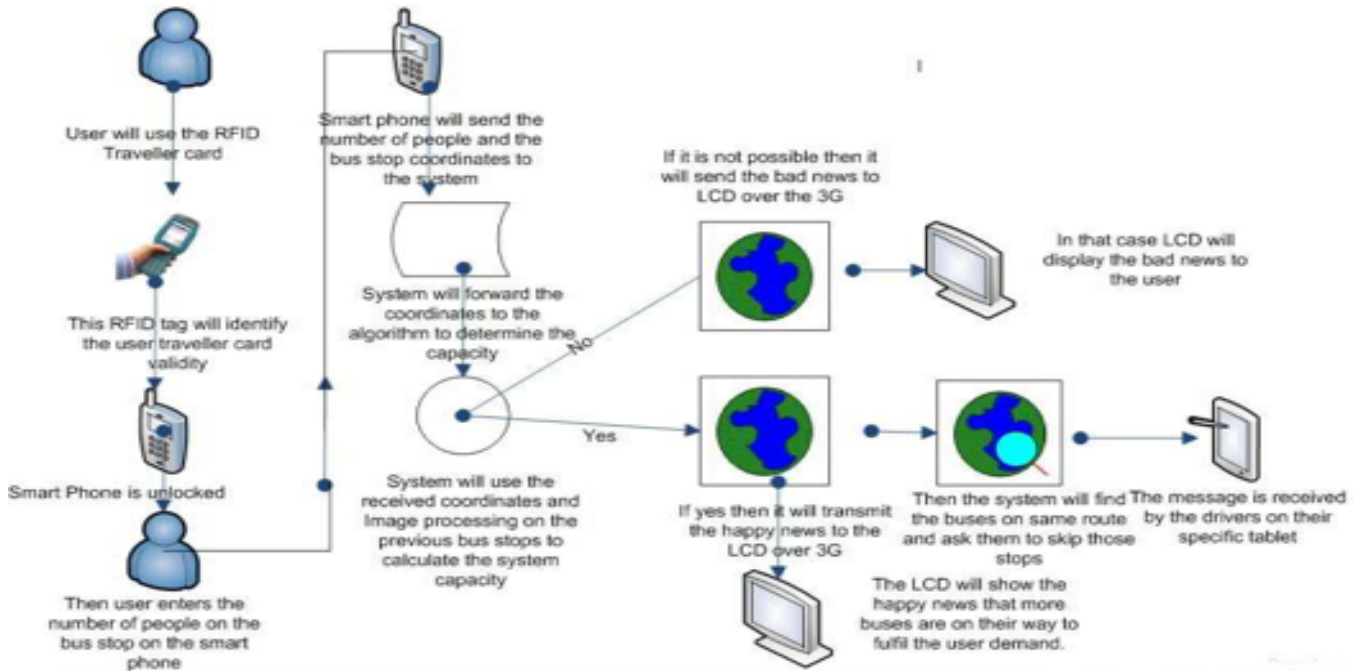 User will use the RFID
Traveller card
This RFID tag will identify
the user traveller card
validity
Smart Phone is unlocked
Then user enters the
number of people on the
bus stop on the smart
phone
Smart phone will send the
number of people and the
bus stop coordinates to
the system
System will forward the
coordinates to the
algorithm to determine the
capacity
System will use the
received coordinates and
Image processing on the
previous bus stops to
calculate the system
capacity
No
Yes
If it is not possible then it
will send the bad news to
LCD over the 3G
In that case LCD will
display the bad news to
the user
If yes then it will transmit
the happy news to the
LCD over 3G
The LCD will show the
happy news that more
buses are on their way to
fulfil the user demand.
Then the system will find
the buses on same route
and ask them to skip those
stops
The message is received
by the drivers on their
specific tablet